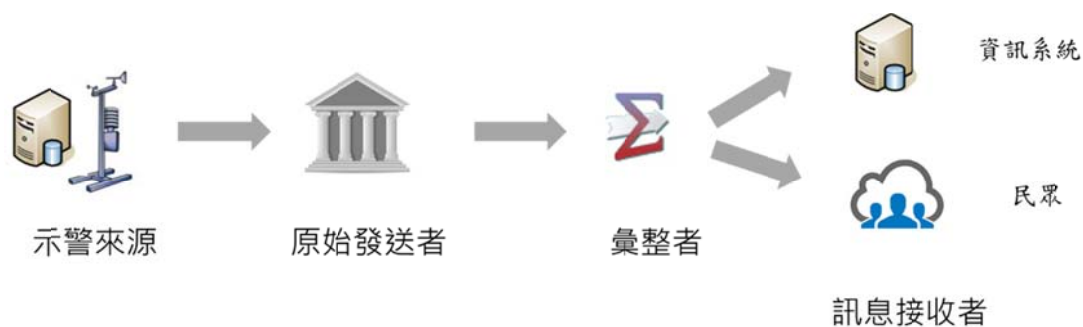 資訊系統
民眾
示警來源
原始發送者
彙整者
訊息接收者